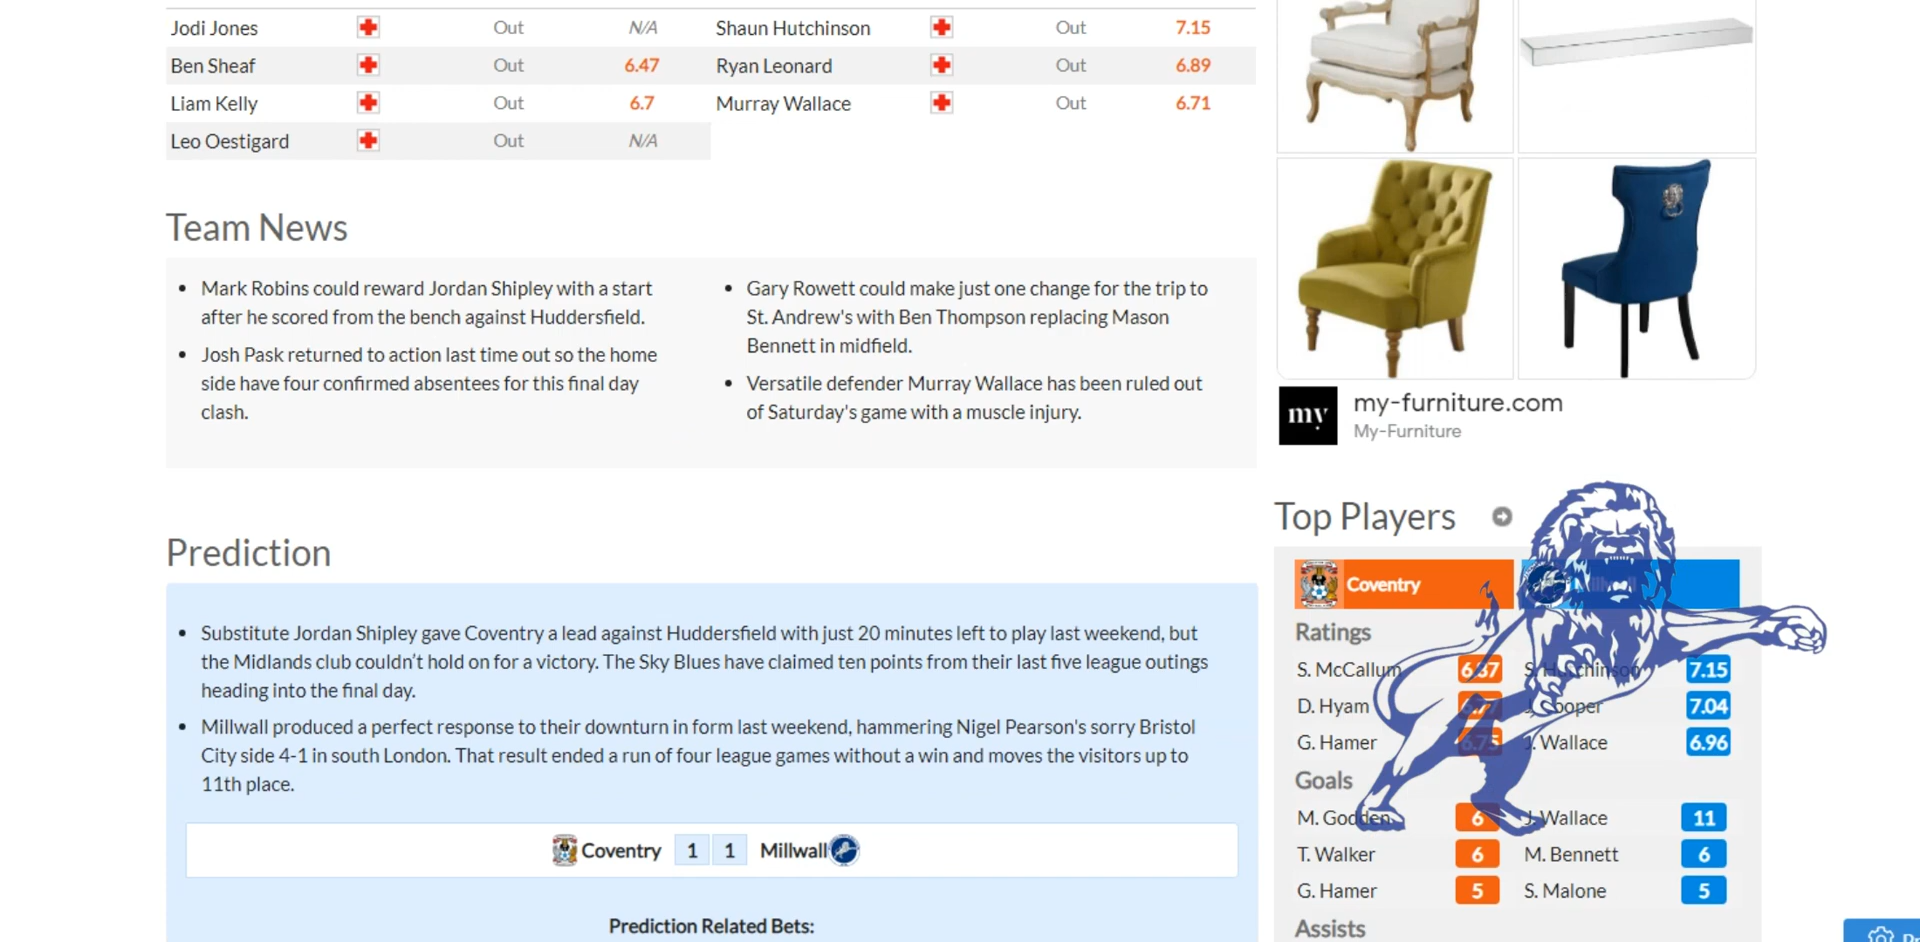 Jodi Jones Out N/A Shaun Hutchinson Out 7.15
Ben Sheaf Out 6.47 Ryan Leonard Out 6.89
Liam Kelly Out 6.7 Murray Wallace Out 6.71
Leo Oestigard Out N/A
Team News
Mark Robins could reward Jordan Shipley with a start
after he scored from the bench against Huddersfield.
Josh Pask returned to action last time out so the home
side have four confirmed absentees for this final day
clash.
Gary Rowett could make just one change for the trip to
St. Andrew's with Ben Thompson replacing Mason
Bennett in midfield.
Versatile defender Murray Wallace has been ruled out
of Saturday's game with a muscle injury.
Prediction
Substitute Jordan Shipley gave Coventry a lead against Huddersfield with just 20 minutes left to play last weekend, but
the Midlands club couldn’t hold on for a victory. The Sky Blues have claimed ten points from their last five league outings
heading into the final day.
Millwall produced a perfect response to their downturn in form last weekend, hammering Nigel Pearson's sorry Bristol
City side 4-1 in south London. That result ended a run of four league games without a win and moves the visitors up to
11th place.
Coventry 1 1 Millwall
Prediction Related Bets:
my my-furniture.com
My-Furniture
Top Players
Coventry
Ratings
S. McCallum 7.15
D. Hyam 7.04
G. Hamer 6.75 J. Wallace 6.96
Goals
M. Godden 6 J. Wallace 11
T. Walker 6 M. Bennett 6
G. Hamer 5 S. Malone 5
Assists